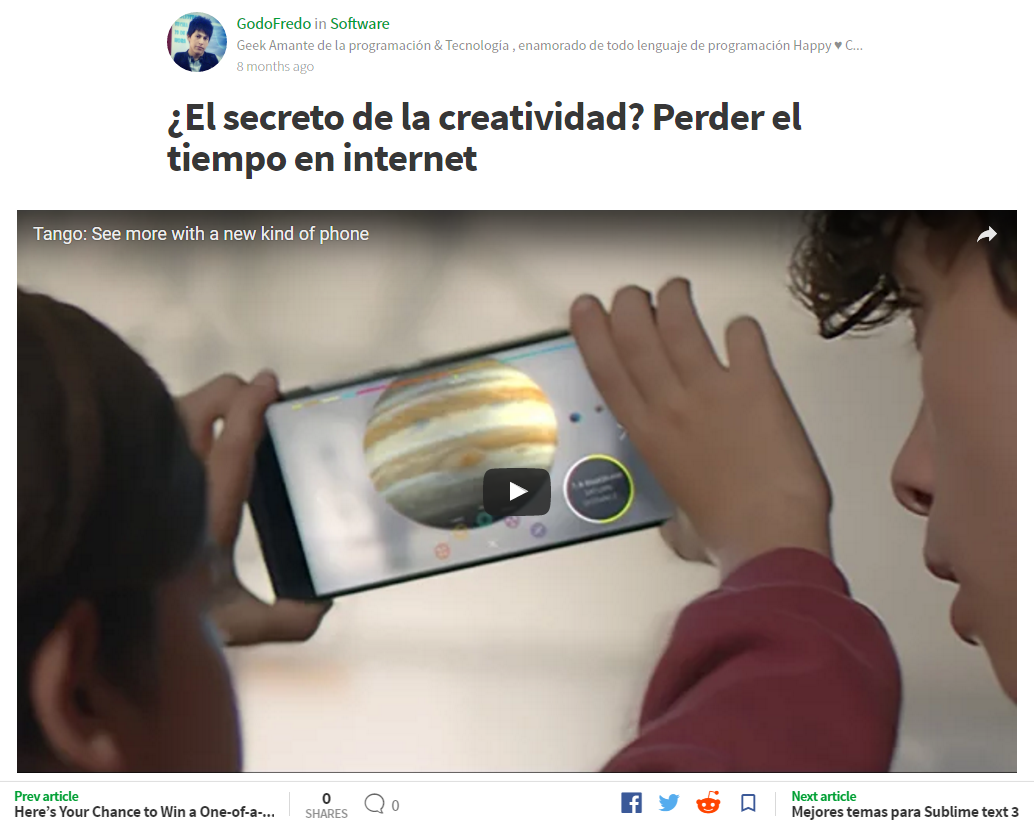 GodoFredo in Software
Geek Amante de la programación & Tecnología , enamorado de todo lenguaje de programación Happy ♥ C...
8 months ago
¿El secreto de la creatividad? Perder el
tiempo en internet
Tango: See more with a new kind of phone
Prev article
Here’s Your Chance to Win a One-of-a-...
0
SHARES
0
Next article
Mejores temas para Sublime text 3